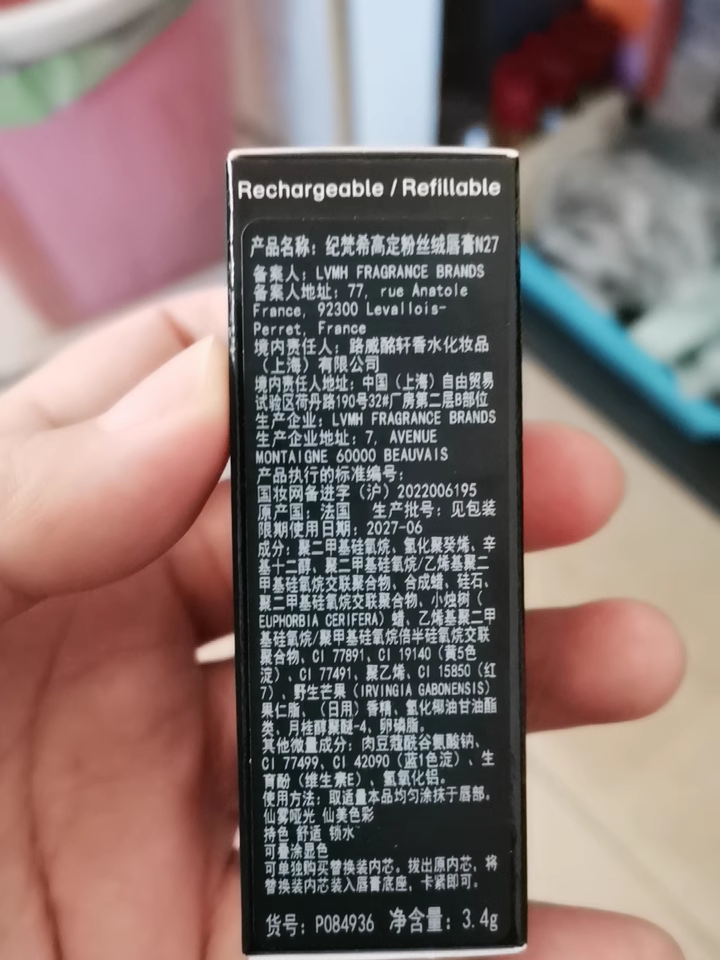 Rechargeable / Refillable
产品名称：纪梵希高定粉丝绒唇膏N27
备案人：LVMH FRAGRANCE BRANDS
备案人地址：77, rue Anatole
France, 92300 Levallois-
Perret, France
境内责任人：路威酩轩香水化妆品
（上海）有限公司
境内责任人地址：中国（上海）自由贸易
试验区荷丹路190号32#厂房第二层B部位
生产企业：LVMH FRAGRANCE BRANDS
生产企业地址：7, AVENUE
MONTAIGNE 60000 BEAUVAIS
产品执行的标准编号：
国妆网备进字（沪）2022006195
原产国：法国 生产批号：见包装
限期使用日期：2027-06
成分：聚二甲基硅氧烷、氢化聚癸烯、辛
基十二醇、聚二甲基硅氧烷/乙烯基聚二
甲基硅氧烷交联聚合物、合成蜡、硅石、
聚二甲基硅氧烷交联聚合物、小烛树（
EUPHORBIA CERIFERA）蜡、乙烯基聚二甲
基硅氧烷/聚甲基硅氧烷倍半硅氧烷交联
聚合物、CI 77891、CI 19140（黄5色
淀）、CI 77491、聚乙烯、CI 15850（红
7）、野生芒果（IRVINGIA GABONENSIS）
果仁脂、（日用）香精、氢化椰油甘油酯
类、月桂醇聚醚-4、卵磷脂。
其他微量成分：肉豆蔻酰谷氨酸钠、
CI 77499、CI 42090（蓝1色淀）、生
育酚（维生素E）、氢氧化铝。
使用方法：取适量本品均匀涂抹于唇部。
仙雾哑光 仙美色彩
持色 舒适 锁水
可叠涂显色
可单独购买替换装内芯。拔出原内芯，将
替换装内芯装入唇膏底座，卡紧即可。
货号：P084936 净含量：3.4g